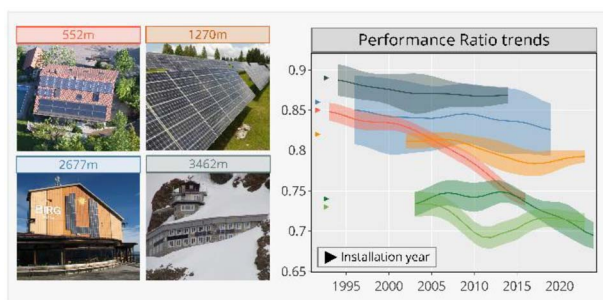 552m
1270m
2677m
3462m
BIRG
Performance Ratio trends
0.9
0.85
0.8
0.75
0.7
0.65
Installation year
1995 2000 2005 2010 2015 2020